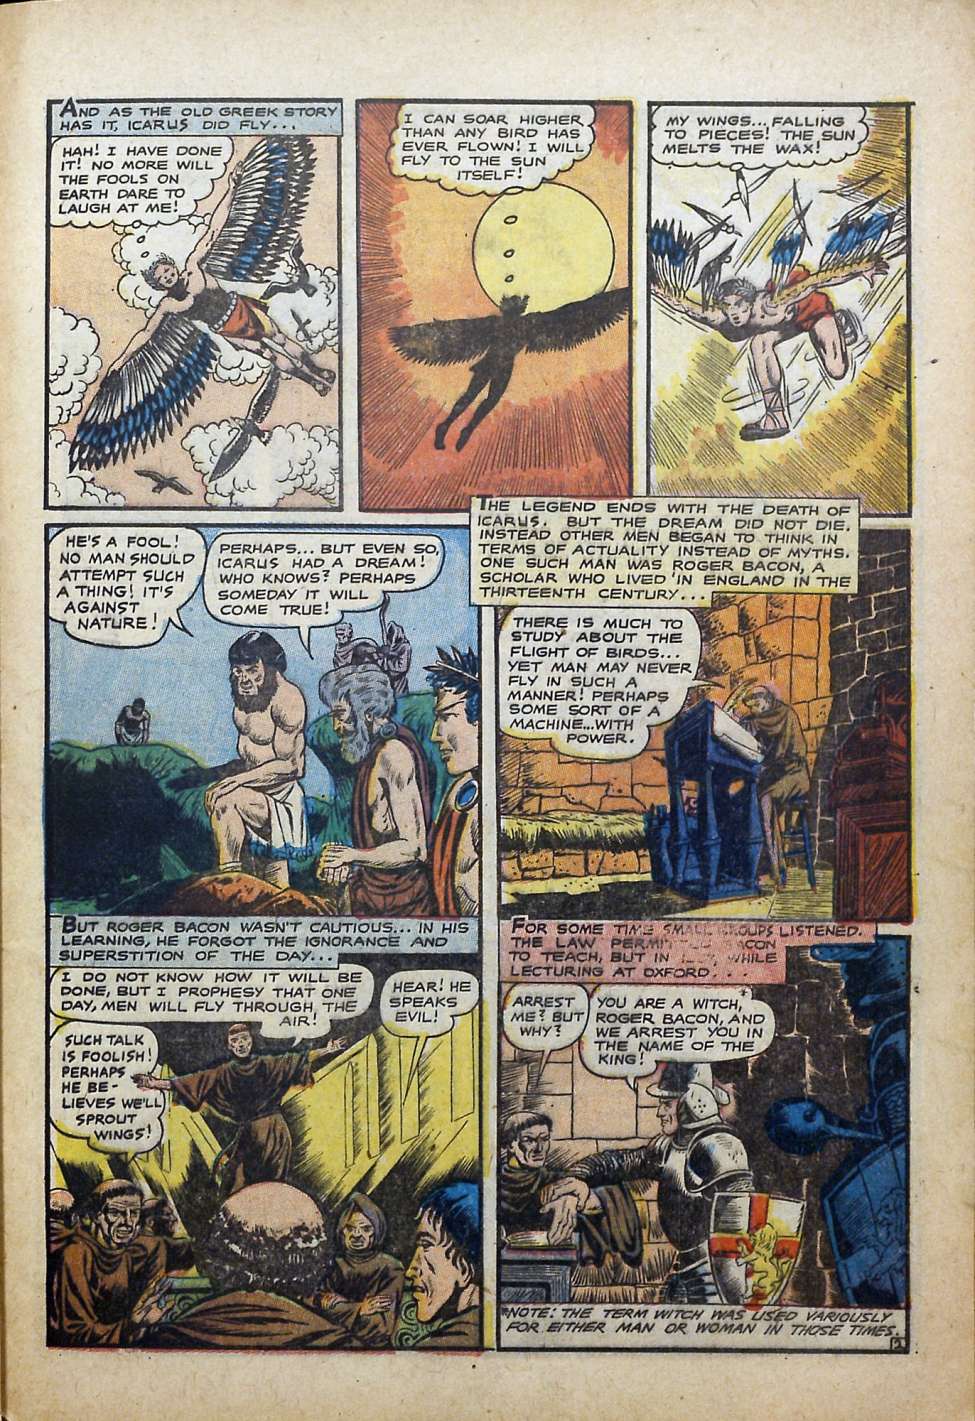 AND AS THE OLD GREEK STORY
HAS IT, ICARUS DID FLY...
HAH! I HAVE DONE
IT! NO MORE WILL
THE FOOLS ON
EARTH DARE TO
LAUGH AT ME!
I CAN SOAR HIGHER
THAN ANY BIRD HAS
EVER FLOWN! I WILL
FLY TO THE SUN
ITSELF!
MY WINGS... FALLING
TO PIECES! THE SUN
MELTS THE WAX!
HE'S A FOOL!
NO MAN SHOULD
ATTEMPT SUCH
A THING! IT'S
AGAINST
NATURE!
PERHAPS... BUT EVEN SO,
ICARUS HAD A DREAM!
WHO KNOWS? PERHAPS
SOMEDAY IT WILL
COME TRUE!
THE LEGEND ENDS WITH THE DEATH OF
ICARUS. BUT THE DREAM DID NOT DIE.
INSTEAD OTHER MEN BEGAN TO THINK IN
TERMS OF ACTUALITY INSTEAD OF MYTHS.
ONE SUCH MAN WAS ROGER BACON, A
SCHOLAR WHO LIVED IN ENGLAND IN THE
THIRTEENTH CENTURY...
THERE IS MUCH TO
STUDY ABOUT THE
FLIGHT OF BIRDS...
YET MAN MAY NEVER
FLY IN SUCH A
MANNER! PERHAPS
SOME SORT OF A
MACHINE...WITH
POWER.
BUT ROGER BACON WASN'T CAUTIOUS... IN HIS
LEARNING, HE FORGOT THE IGNORANCE AND
SUPERSTITION OF THE DAY...
I DO NOT KNOW HOW IT WILL BE
DONE, BUT I PROPHESY THAT ONE
DAY, MEN WILL FLY THROUGH, THE
AIR!
HEAR! HE
SPEAKS
EVIL!
SUCH TALK
IS FOOLISH!
PERHAPS
HE BE-
LIEVES WE'LL
SPROUT
WINGS!
FOR SOME TIME SMALL GROUPS LISTENED.
THE LAW PERMITTED BACON
TO TEACH, BUT IN WHILE
LECTURING AT OXFORD...
ARREST
ME? BUT
WHY?
YOU ARE A WITCH,*
ROGER BACON, AND
WE ARREST YOU IN
THE NAME OF THE
KING!
*NOTE: THE TERM WITCH WAS USED VARIOUSLY
FOR EITHER MAN OR WOMAN IN THOSE TIMES.
2